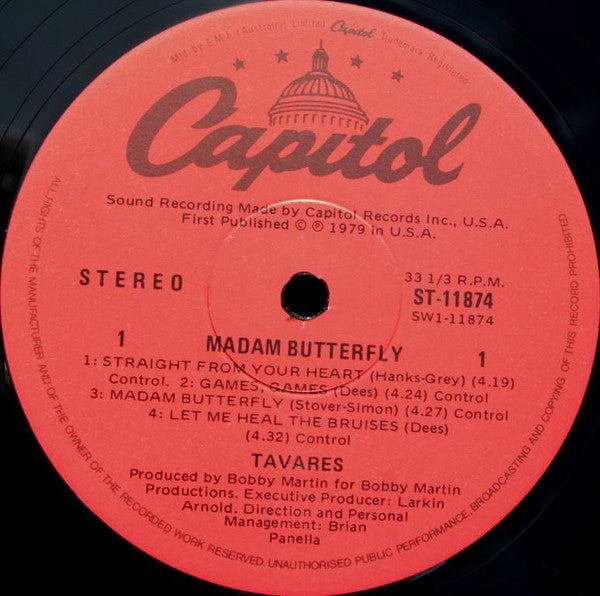 Mfd. by E.M.I. (Australia) Limited Capitol Trademark Registered
Capitol
Sound Recording Made by Capitol Records Inc., U.S.A.
First Published © ℗ 1979 in U.S.A.
STEREO
33 1/3 R.P.M.
ST-11874
SW1-11874
1 MADAM BUTTERFLY 1
1: STRAIGHT FROM YOUR HEART (Hanks-Grey) (4.19)
Control. 2: GAMES, GAMES (Dees) (4.24) Control
3: MADAM BUTTERFLY (Stover-Simon) (4.27) Control
4: LET ME HEAL THE BRUISES (Dees)
(4.32) Control
TAVARES
Produced by Bobby Martin for Bobby Martin
Productions. Executive Producer: Larkin
Arnold. Direction and Personal
Management: Brian
Panella
ALL RIGHTS OF THE MANUFACTURER AND OF THE OWNER OF THE RECORDED WORK RESERVED. UNAUTHORISED PUBLIC PERFORMANCE, BROADCASTING AND COPYING OF THIS RECORD PROHIBITED